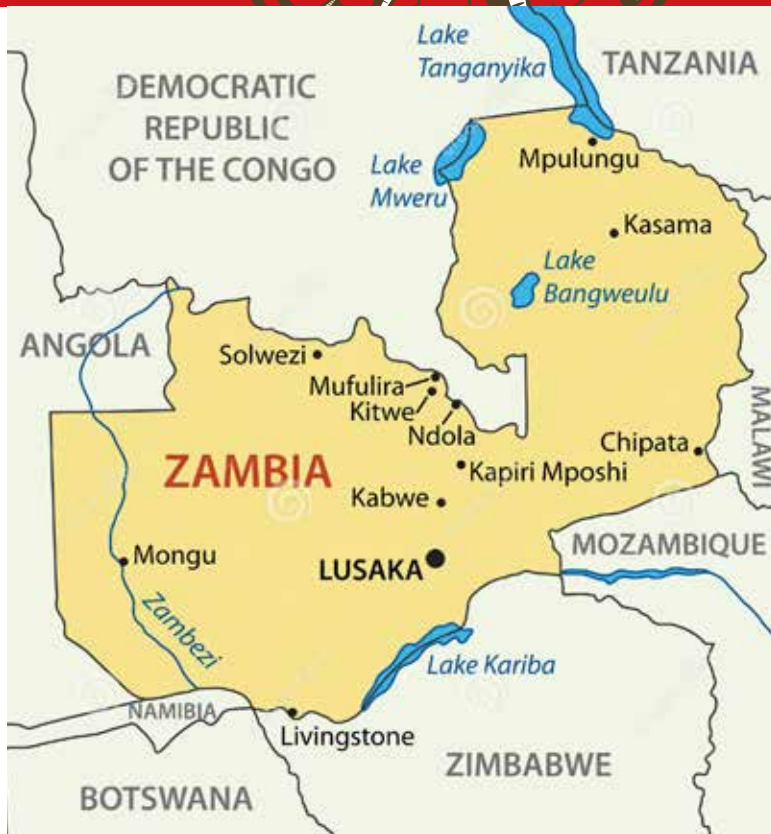 Lake
Tanganyika
TANZANIA
DEMOCRATIC
REPUBLIC
OF THE CONGO
Lake
Mweru
Mpulungu
Kasama
Lake
Bangweulu
ANGOLA
Solwezi
Mufulira
Kitwe
Ndola
MALAWI
Chipata
ZAMBIA
Kapiri Mposhi
Kabwe
MOZAMBIQUE
Mongu
LUSAKA
Zambezi
Lake Kariba
NAMIBIA
Livingstone
ZIMBABWE
BOTSWANA